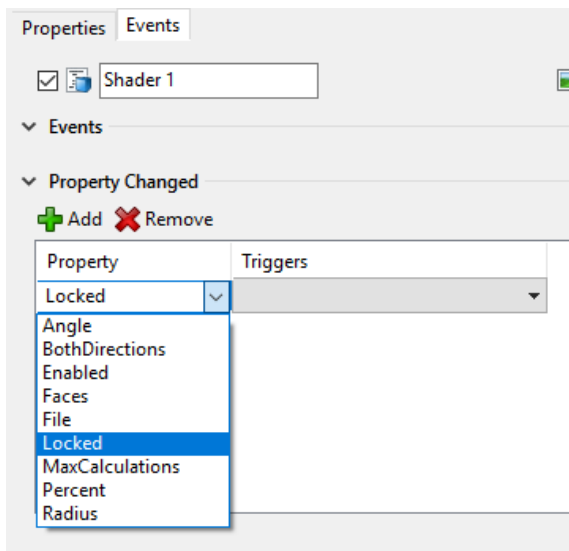 Properties Events
Shader 1
Events
Property Changed
Add Remove
Property Triggers
Locked
Angle
BothDirections
Enabled
Faces
File
Locked
MaxCalculations
Percent
Radius